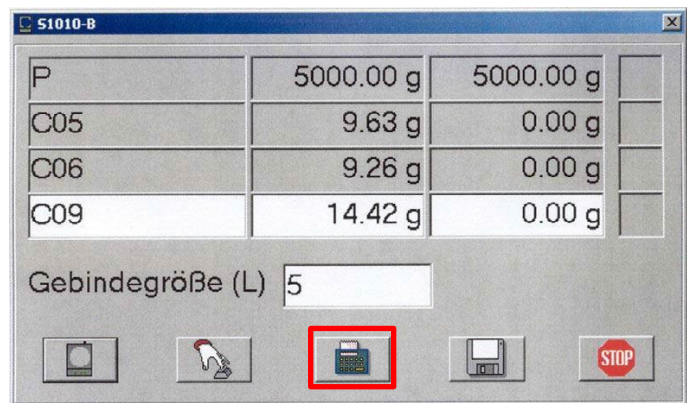 S1010-B
P 5000.00 g 5000.00 g
C05 9.63 g 0.00 g
C06 9.26 g 0.00 g
C09 14.42 g 0.00 g
Gebindegröße (L) 5
STOP